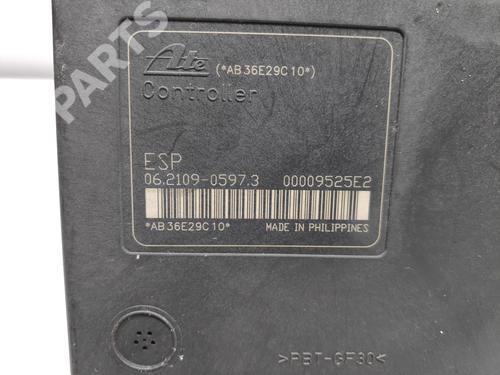 Ate (*AB36E29C10*)
Controller
ESP
06.2109-0597.3 00009525E2
*AB36E29C10* MADE IN PHILIPPINES
>PBT-GF30<
B PARTS